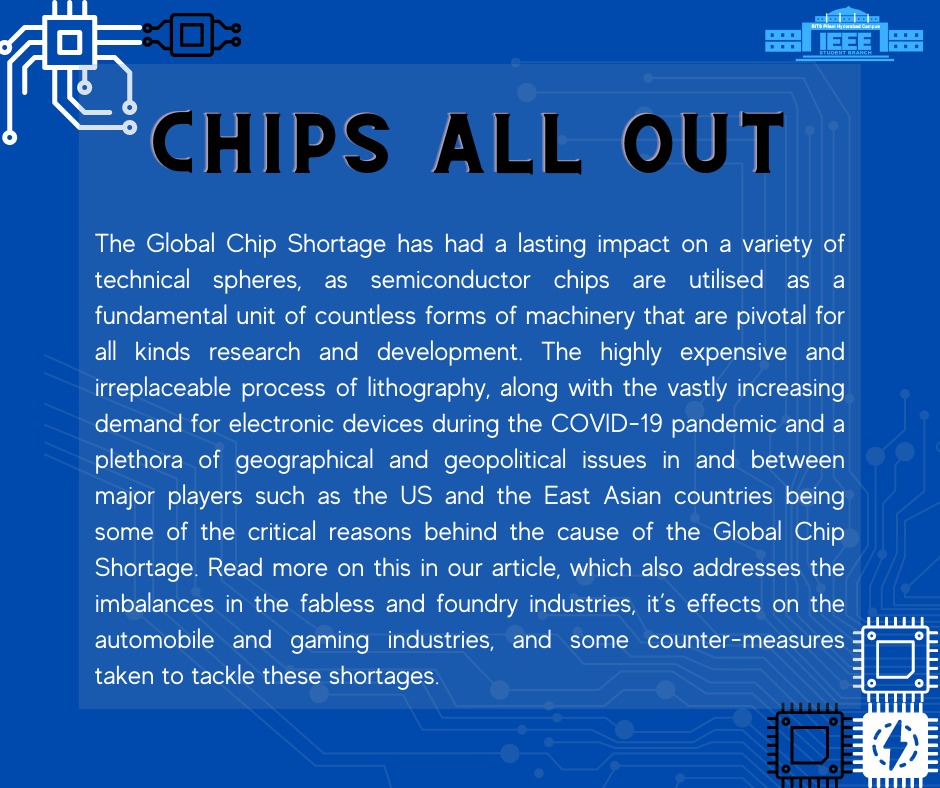 BITS Pilani Hyderabad Campus
IEEE
STUDENT BRANCH
CHIPS ALL OUT
The Global Chip Shortage has had a lasting impact on a variety of
technical spheres, as semiconductor chips are utilised as a
fundamental unit of countless forms of machinery that are pivotal for
all kinds research and development. The highly expensive and
irreplaceable process of lithography, along with the vastly increasing
demand for electronic devices during the COVID-19 pandemic and a
plethora of geographical and geopolitical issues in and between
major players such as the US and the East Asian countries being
some of the critical reasons behind the cause of the Global Chip
Shortage. Read more on this in our article, which also addresses the
imbalances in the fabless and foundry industries, it's effects on the
automobile and gaming industries, and some counter-measures
taken to tackle these shortages.